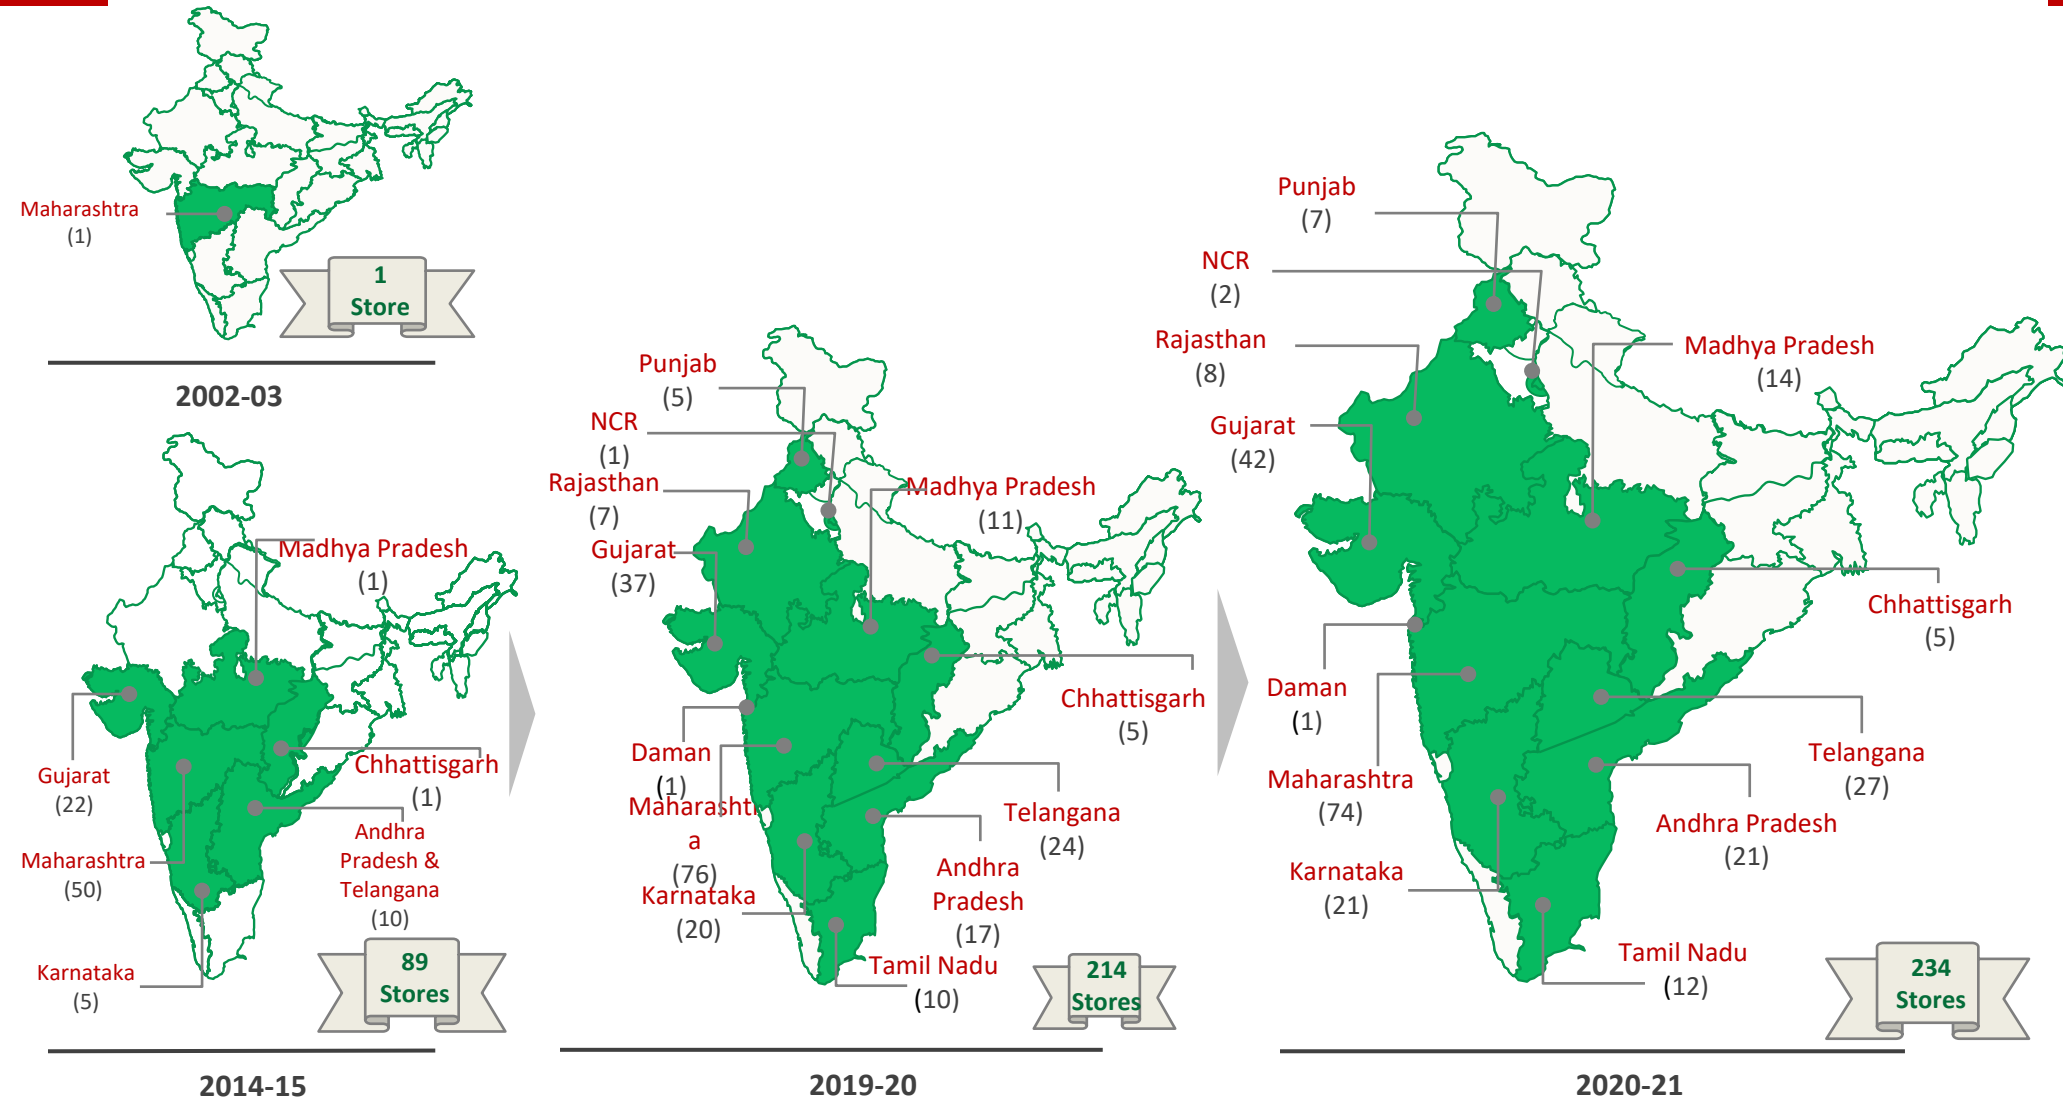 Maharashtra
(1)
1
Store
2002-03
Madhya Pradesh
(1)
Gujarat
(22)
Chhattisgarh
(1)
Maharashtra
(50)
Andhra
Pradesh &
Telangana
(10)
Karnataka
(5)
89
Stores
2014-15
Punjab
(5)
NCR
(1)
Rajasthan
(7)
Madhya Pradesh
(11)
Gujarat
(37)
Chhattisgarh
(5)
Daman
(1)
Maharashtr
a
(76)
Telangana
(24)
Karnataka
(20)
Andhra
Pradesh
(17)
Tamil Nadu
(10)
214
Stores
2019-20
Punjab
(7)
NCR
(2)
Rajasthan
(8)
Madhya Pradesh
(14)
Gujarat
(42)
Chhattisgarh
(5)
Daman
(1)
Maharashtra
(74)
Telangana
(27)
Andhra Pradesh
(21)
Karnataka
(21)
Tamil Nadu
(12)
234
Stores
2020-21